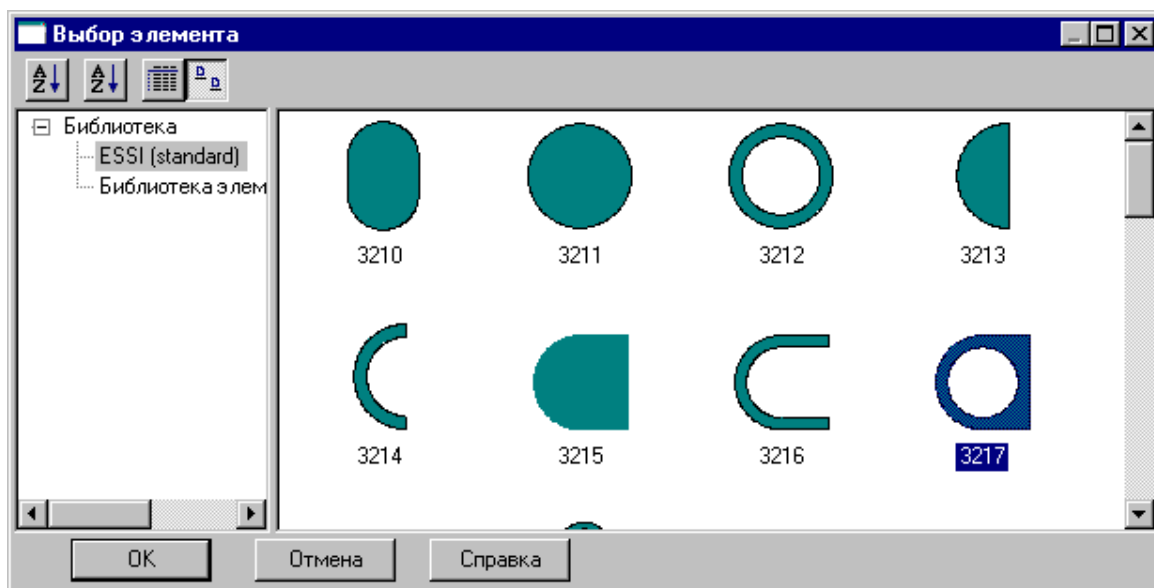 Выбор элемента
Библиотека
ESSI (standard)
Библиотека элем
3210 3211 3212 3213
3214 3215 3216 3217
OK Отмена Справка